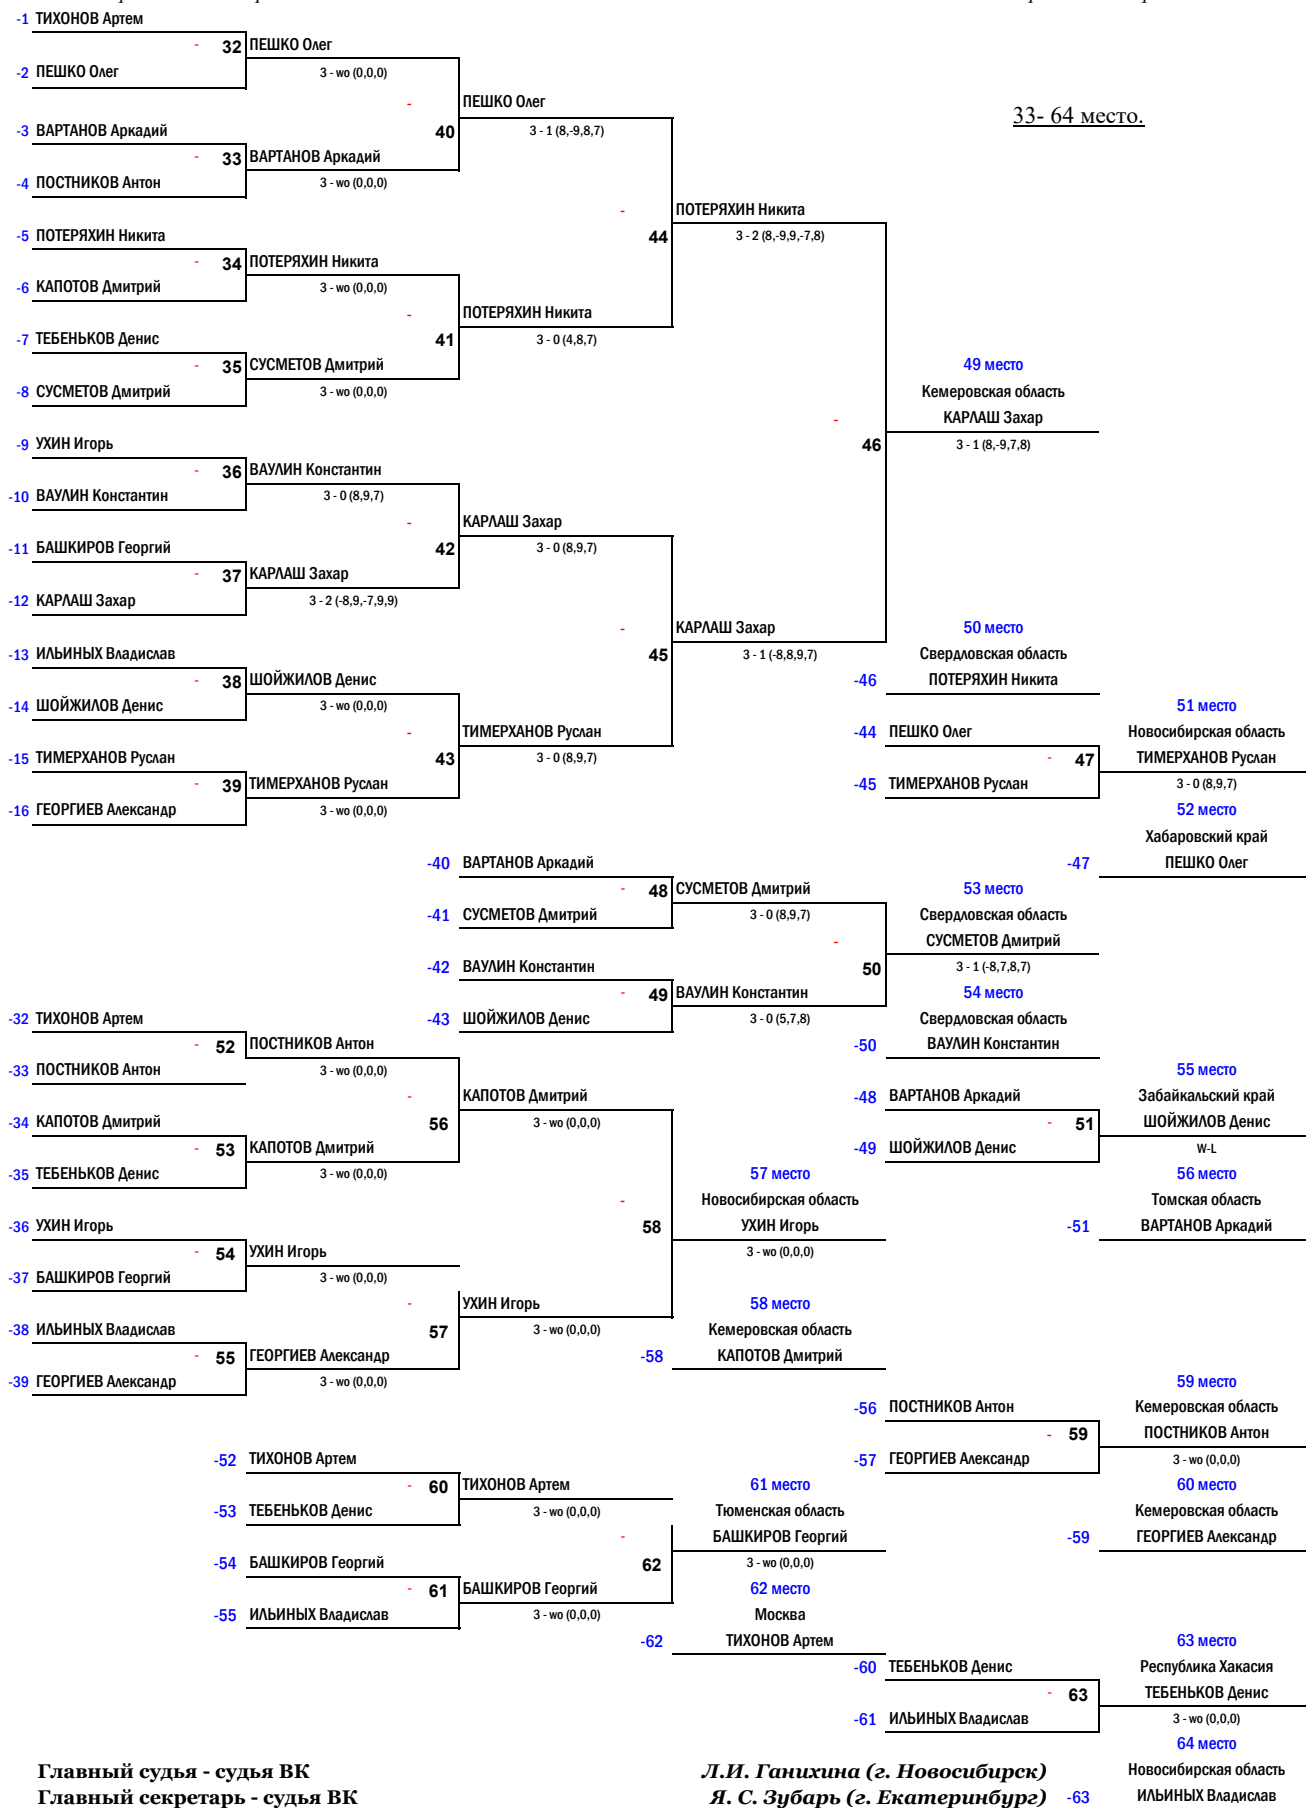 -1 ТИХОНОВ Артем
- 32 ПЕШКО Олег
-2 ПЕШКО Олег
3 - wo (0,0,0)
- ПЕШКО Олег
33- 64 место.
-3 ВАРТАНОВ Аркадий
40
3 - 1 (8,-9,8,7)
- 33 ВАРТАНОВ Аркадий
-4 ПОСТНИКОВ Антон
3 - wo (0,0,0)
- ПОТЕРЯХИН Никита
-5 ПОТЕРЯХИН Никита
44
3 - 2 (8,-9,9,-7,8)
- 34 ПОТЕРЯХИН Никита
-6 КАПОТОВ Дмитрий
3 - wo (0,0,0)
- ПОТЕРЯХИН Никита
-7 ТЕБЕНЬКОВ Денис
41
3 - 0 (4,8,7)
- 35 СУСМЕТОВ Дмитрий
49 место
-8 СУСМЕТОВ Дмитрий
3 - wo (0,0,0)
Кемеровская область
- КАРЛАШ Захар
-9 УХИН Игорь
46
3 - 1 (8,-9,7,8)
- 36 ВАУЛИН Константин
-10 ВАУЛИН Константин
3 - 0 (8,9,7)
- КАРЛАШ Захар
-11 БАШКИРОВ Георгий
42
3 - 0 (8,9,7)
- 37 КАРЛАШ Захар
-12 КАРЛАШ Захар
3 - 2 (-8,9,-7,9,9)
- КАРЛАШ Захар
50 место
-13 ИЛЬИНЫХ Владислав
45
3 - 1 (-8,8,9,7)
Свердловская область
- 38 ШОЙЖИЛОВ Денис
-46 ПОТЕРЯХИН Никита
-14 ШОЙЖИЛОВ Денис
3 - wo (0,0,0)
51 место
- ТИМЕРХАНОВ Руслан
-44 ПЕШКО Олег
Новосибирская область
-15 ТИМЕРХАНОВ Руслан
43
3 - 0 (8,9,7)
- 47 ТИМЕРХАНОВ Руслан
- 39 ТИМЕРХАНОВ Руслан
-45 ТИМЕРХАНОВ Руслан
3 - 0 (8,9,7)
-16 ГЕОРГИЕВ Александр
3 - wo (0,0,0)
52 место
Хабаровский край
-40 ВАРТАНОВ Аркадий
-47 ПЕШКО Олег
- 48 СУСМЕТОВ Дмитрий
53 место
-41 СУСМЕТОВ Дмитрий
3 - 0 (8,9,7)
Свердловская область
- СУСМЕТОВ Дмитрий
-42 ВАУЛИН Константин
50
3 - 1 (-8,7,8,7)
- 49 ВАУЛИН Константин
54 место
-32 ТИХОНОВ Артем
-43 ШОЙЖИЛОВ Денис
3 - 0 (5,7,8)
Свердловская область
- 52 ПОСТНИКОВ Антон
-50 ВАУЛИН Константин
-33 ПОСТНИКОВ Антон
3 - wo (0,0,0)
55 место
- КАПОТОВ Дмитрий
-48 ВАРТАНОВ Аркадий
Забайкальский край
-34 КАПОТОВ Дмитрий
56
3 - wo (0,0,0)
- 51 ШОЙЖИЛОВ Денис
- 53 КАПОТОВ Дмитрий
-49 ШОЙЖИЛОВ Денис
W-L
-35 ТЕБЕНЬКОВ Денис
3 - wo (0,0,0)
57 место
56 место
- Новосибирская область
Томская область
-36 УХИН Игорь
58 УХИН Игорь
-51 ВАРТАНОВ Аркадий
- 54 УХИН Игорь
3 - wo (0,0,0)
-37 БАШКИРОВ Георгий
3 - wo (0,0,0)
- УХИН Игорь
58 место
-38 ИЛЬИНЫХ Владислав
57
3 - wo (0,0,0)
Кемеровская область
- 55 ГЕОРГИЕВ Александр
-58 КАПОТОВ Дмитрий
-39 ГЕОРГИЕВ Александр
3 - wo (0,0,0)
59 место
-56 ПОСТНИКОВ Антон
Кемеровская область
- 59 ПОСТНИКОВ Антон
-52 ТИХОНОВ Артем
-57 ГЕОРГИЕВ Александр
3 - wo (0,0,0)
- 60 ТИХОНОВ Артем
61 место
60 место
-53 ТЕБЕНЬКОВ Денис
3 - wo (0,0,0)
Тюменская область
Кемеровская область
- БАШКИРОВ Георгий
-59 ГЕОРГИЕВ Александр
-54 БАШКИРОВ Георгий
62
3 - wo (0,0,0)
- 61 БАШКИРОВ Георгий
62 место
-55 ИЛЬИНЫХ Владислав
3 - wo (0,0,0)
Москва
-62 ТИХОНОВ Артем
63 место
-60 ТЕБЕНЬКОВ Денис
Республика Хакасия
- 63 ТЕБЕНЬКОВ Денис
-61 ИЛЬИНЫХ Владислав
3 - wo (0,0,0)
64 место
Главный судья - судья ВК
Л.И. Ганихина (г. Новосибирск)
Новосибирская область
Главный секретарь - судья ВК
Я. С. Зубарь (г. Екатеринбург)
-63 ИЛЬИНЫХ Владислав